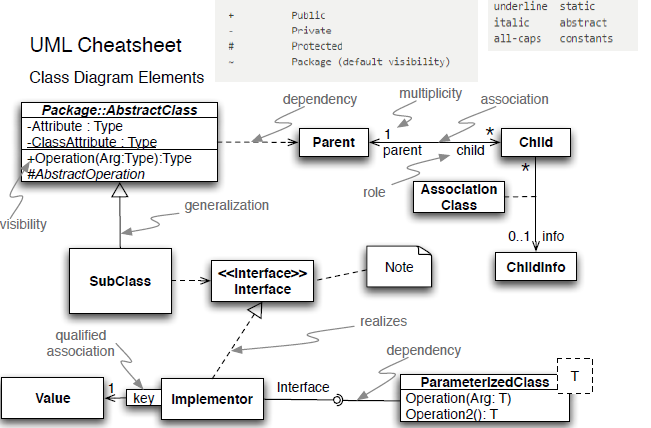 UML Cheatsheet
Class Diagram Elements
+ Public
- Private
# Protected
~ Package (default visibility)
underline static
italic abstract
all-caps constants
Package::AbstractClass
-Attribute : Type
-ClassAttribute : Type
+Operation(Arg:Type):Type
#AbstractOperation
dependency
multiplicity
association
Parent
1
*
parent
child
Child
role
Association
Class
*
0..1 info
ChildInfo
visibility
generalization
SubClass
<<Interface>>
Interface
Note
realizes
qualified
association
dependency
Value
1
key
Implementor
Interface
ParameterizedClass
T
Operation(Arg: T)
Operation2(): T